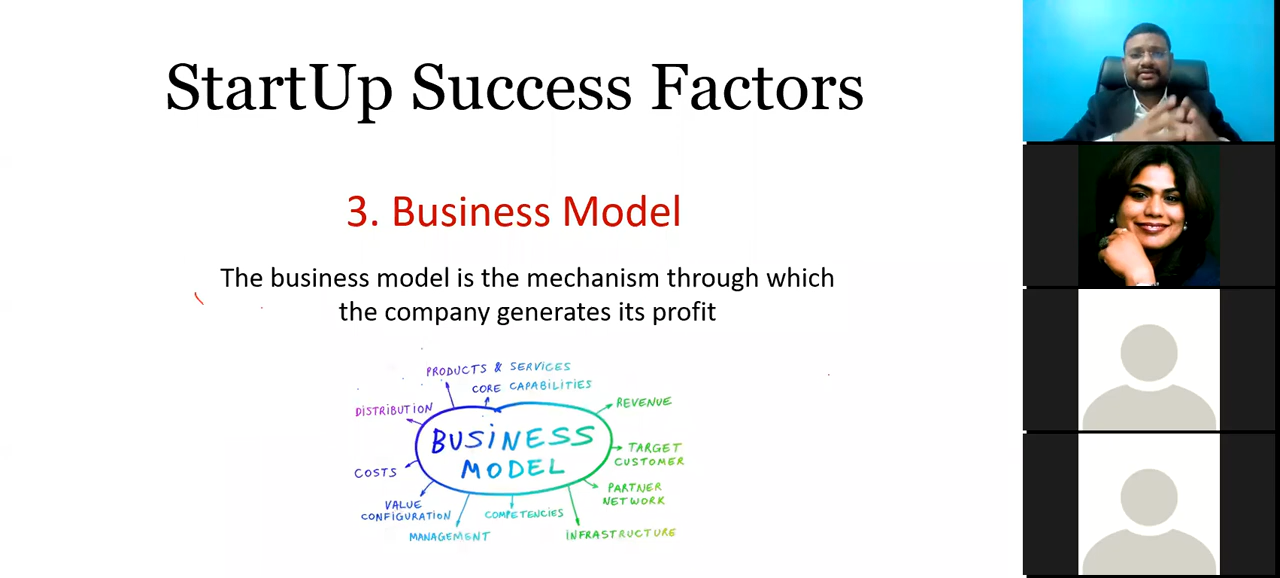 StartUp Success Factors
3. Business Model
The business model is the mechanism through which
the company generates its profit
PRODUCTS & SERVICES
CORE CAPABILITIES
DISTRIBUTION
REVENUE
BUSINESS
MODEL
TARGET
CUSTOMER
COSTS
PARTNER
NETWORK
VALUE
CONFIGURATION
COMPETENCIES
MANAGEMENT
INFRASTRUCTURE